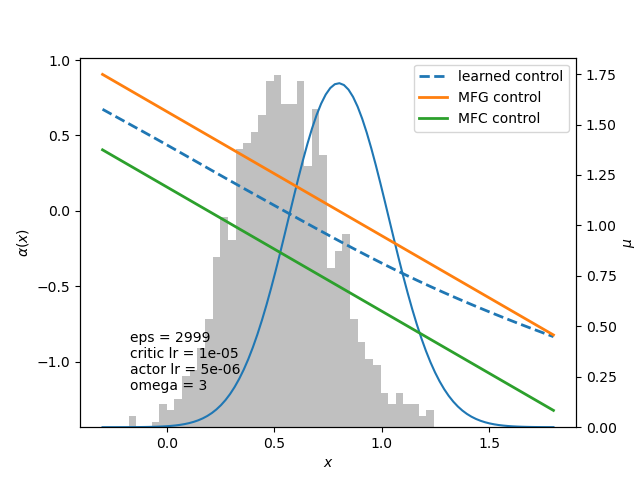 learned control
MFG control
MFC control
eps = 2999
critic lr = 1e-05
actor lr = 5e-06
omega = 3
α(x)
1.0
0.5
0.0
−0.5
−1.0
0.0
0.5
1.0
1.5
x
1.75
1.50
1.25
1.00
0.75
0.50
0.25
0.00
μ